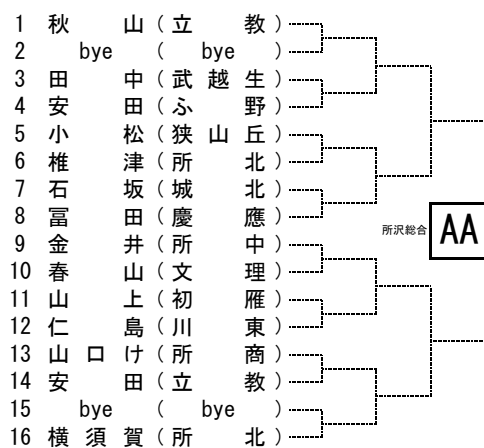 1 秋 山 ( 立 教 )
2 bye ( bye )
3 田 中 ( 武 越 生 )
4 安 田 ( ふ 野 )
5 小 松 ( 狭 山 丘 )
6 椎 津 ( 所 北 )
7 石 坂 ( 城 北 )
8 冨 田 ( 慶 應 )
所沢総合 AA
9 金 井 ( 所 中 )
10 春 山 ( 文 理 )
11 山 上 ( 初 雁 )
12 仁 島 ( 川 東 )
13 山 口 け ( 所 商 )
14 安 田 ( 立 教 )
15 bye ( bye )
16 横 須 賀 ( 所 北 )